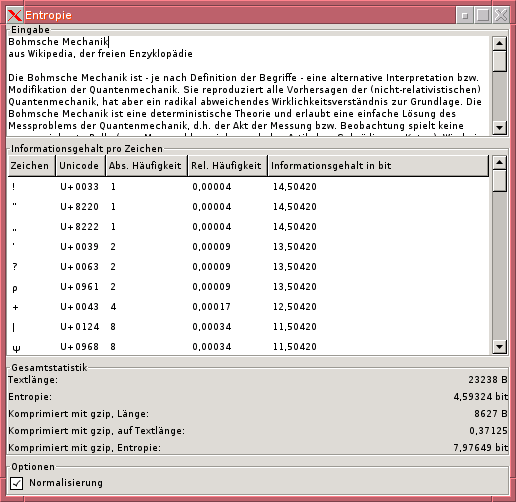 Entropie
Eingabe
Bohmsche Mechanik
aus Wikipedia, der freien Enzyklopädie
Die Bohmsche Mechanik ist - je nach Definition der Begriffe - eine alternative Interpretation bzw.
Modifikation der Quantenmechanik. Sie reproduziert alle Vorhersagen der (nicht-relativistischen)
Quantenmechanik, hat aber ein radikal abweichendes Wirklichkeitsverständnis zur Grundlage. Die
Bohmsche Mechanik ist eine deterministische Theorie und erlaubt eine einfache Lösung des
Messproblems der Quantenmechanik, d.h. der Akt der Messung bzw. Beobachtung spielt keine
Informationsgehalt pro Zeichen
Zeichen Unicode Abs. Häufigkeit Rel. Häufigkeit Informationsgehalt in bit
! U+0033 1 0,00004 14,50420
“ U+8220 1 0,00004 14,50420
„ U+8222 1 0,00004 14,50420
' U+0039 2 0,00009 13,50420
? U+0063 2 0,00009 13,50420
ρ U+0961 2 0,00009 13,50420
+ U+0043 4 0,00017 12,50420
| U+0124 8 0,00034 11,50420
ψ U+0968 8 0,00034 11,50420
Gesamtstatistik
Textlänge: 23238 B
Entropie: 4,59324 bit
Komprimiert mit gzip, Länge: 8627 B
Komprimiert mit gzip, auf Textlänge: 0,37125
Komprimiert mit gzip, Entropie: 7,97649 bit
Optionen
Normalisierung